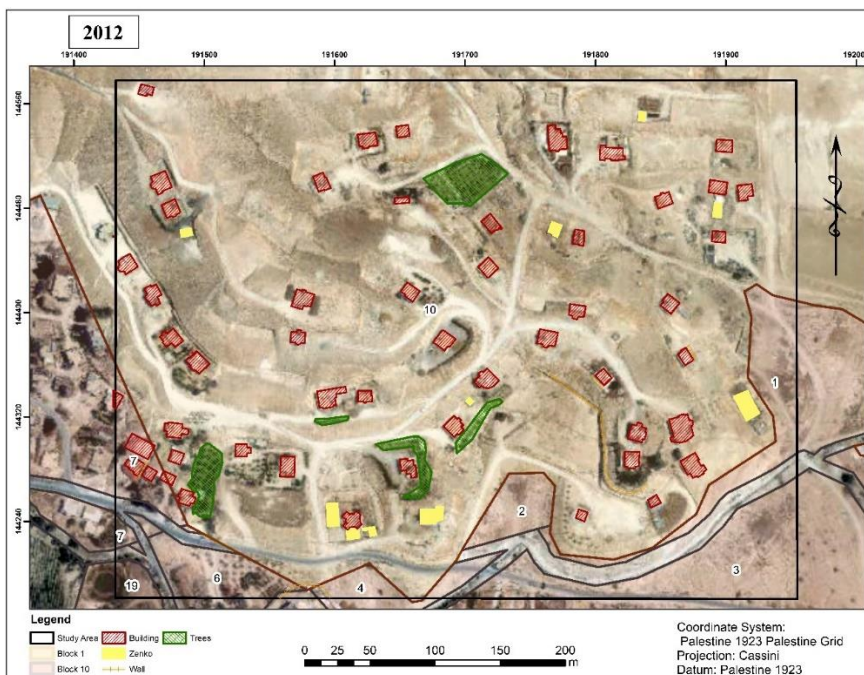 2012
191400 191500 191600 191700 191800 191900 19200
144560
144480
144430
144320
144240
10
1
7
2
7
19
6
4
3
Legend
Study Area Building Trees
Block 1 Zenko
Block 10 Wall
0 25 50 100 150 200
m
Coordinate System:
Palestine 1923 Palestine Grid
Projection: Cassini
Datum: Palestine 1923